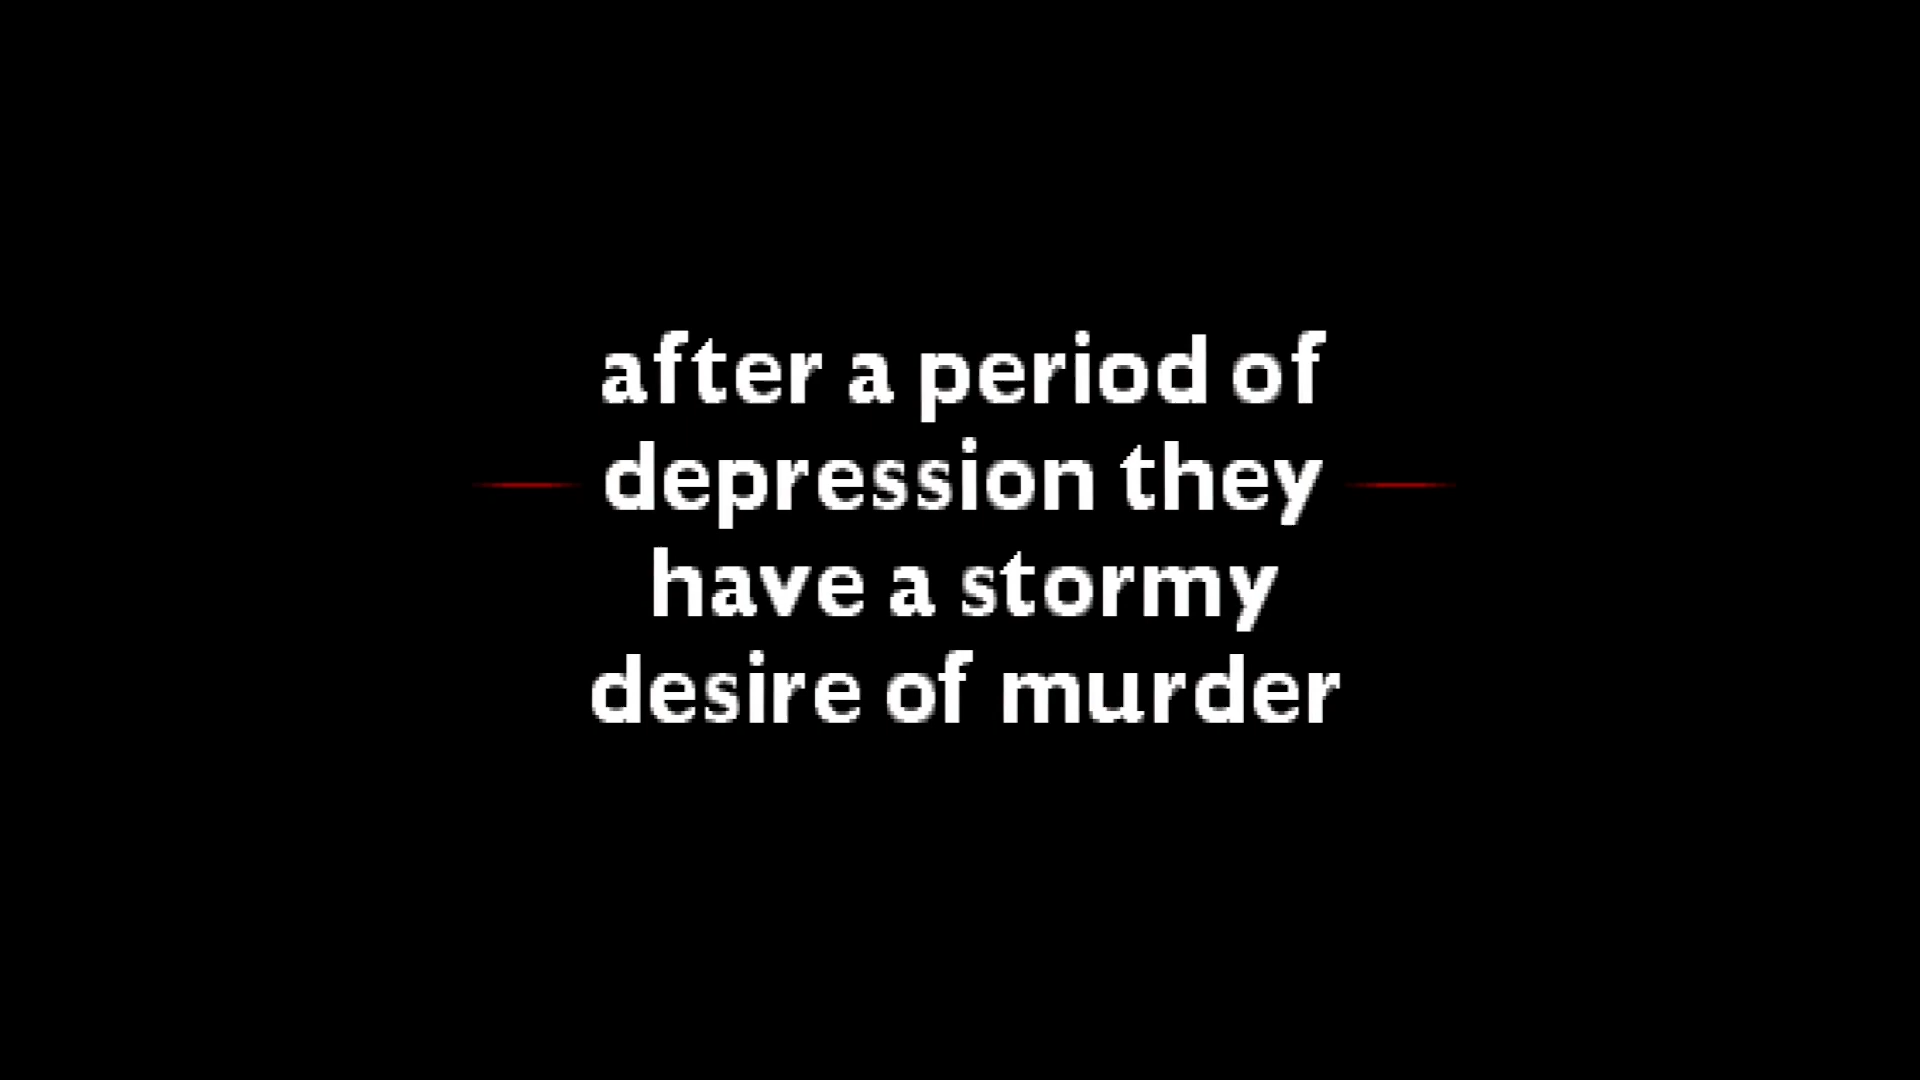 after a period of
depression they
have a stormy
desire of murder